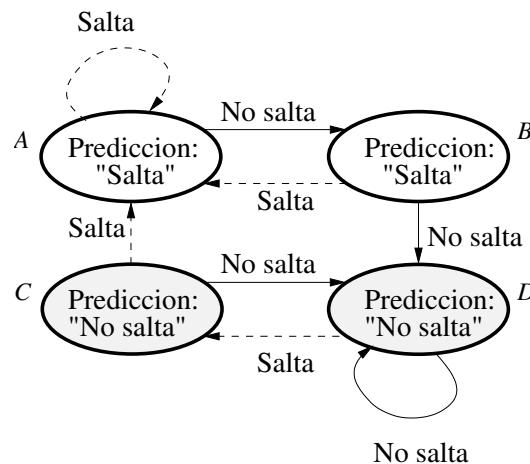 Salta
No salta
A
Prediccion:
"Salta"
B
Prediccion:
"Salta"
Salta
Salta
No salta
C
Prediccion:
"No salta"
No salta
D
Prediccion:
"No salta"
Salta
No salta